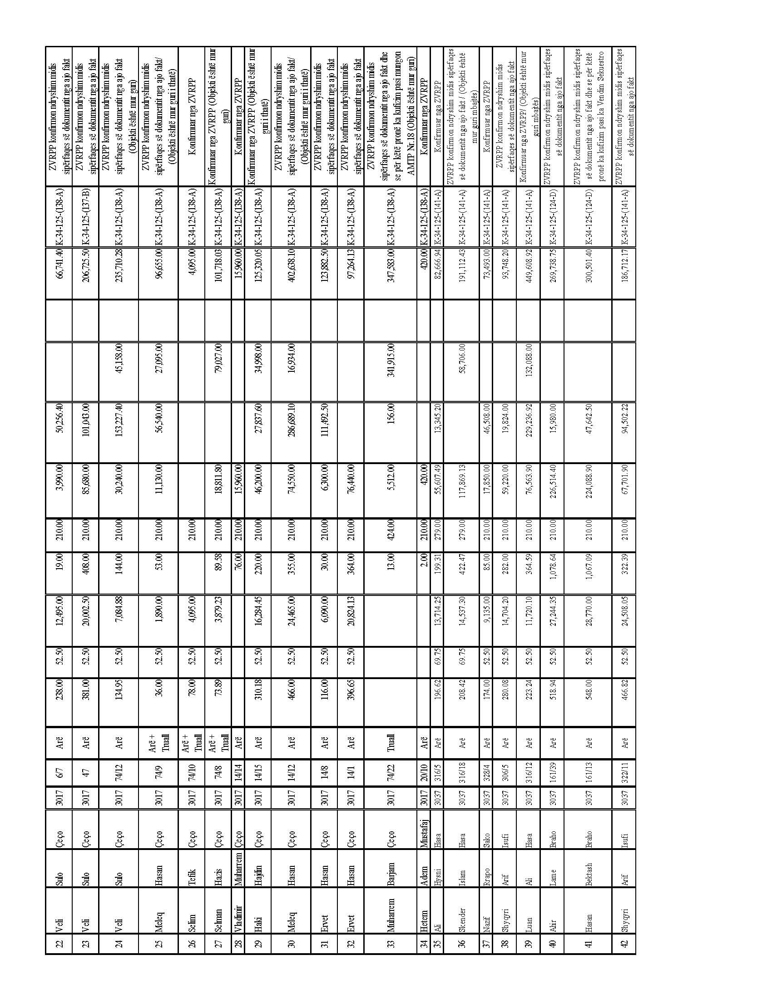 22 Veli Sulo Çeço 3017 6/7 Arë 238.00 52.50 12,495.00 19.00 210.00 3,990.00 50,256.40 66,741.40 K-34-125-(138-A) ZVRPP konfirmon ndryshim midis
sipërfaqes së dokumentit nga ajo fakt
23 Veli Sulo Çeço 3017 47 Arë 381.00 52.50 20,002.50 408.00 210.00 85,680.00 101,043.00 206,725.50 K-34-125-(137-B) ZVRPP konfirmon ndryshim midis
sipërfaqes së dokumentit nga ajo fakt
24 Veli Sulo Çeço 3017 74/12 Arë 134.95 52.50 7,084.88 144.00 210.00 30,240.00 153,227.40 45,158.00 235,710.28 K-34-125-(138-A) ZVRPP konfirmon ndryshim midis
sipërfaqes së dokumentit nga ajo fakt
(Objekti është mur guri)
25 Meleq Hasan Çeço 3017 74/9 Arë +
Truall 36.00 52.50 1,890.00 53.00 210.00 11,130.00 56,540.00 27,095.00 96,655.00 K-34-125-(138-A) ZVRPP konfirmon ndryshim midis
sipërfaqes së dokumentit nga ajo fakt/
(Objekti është mur guri i thatë)
26 Selim Tefik Çeço 3017 74/10 Arë +
Truall 78.00 52.50 4,095.00 210.00 4,095.00 K-34-125-(138-A) Konfirmuar nga ZVRPP
27 Selman Hazis Çeço 3017 74/8 Arë +
Truall 73.89 52.50 3,879.23 89.58 210.00 18,811.80 79,027.00 101,718.03 K-34-125-(138-A) Konfirmuar nga ZVRPP (Objekti është mur
guri)
28 Vladimir Muharrem Çeço 3017 14/14 Arë 76.00 210.00 15,960.00 15,960.00 K-34-125-(138-A) Konfirmuar nga ZVRPP
29 Haki Hajdin Çeço 3017 14/15 Arë 310.18 52.50 16,284.45 220.00 210.00 46,200.00 27,837.60 34,998.00 125,320.05 K-34-125-(138-A) Konfirmuar nga ZVRPP (Objekti është mur
guri i thatë)
30 Meleq Hasan Çeço 3017 14/12 Arë 466.00 52.50 24,465.00 355.00 210.00 74,550.00 286,689.10 16,934.00 402,638.10 K-34-125-(138-A) ZVRPP konfirmon ndryshim midis
sipërfaqes së dokumentit nga ajo fakt/
(Objekti është mur guri i thatë)
31 Ervet Hasan Çeço 3017 14/8 Arë 116.00 52.50 6,090.00 30.00 210.00 6,300.00 111,492.50 123,882.50 K-34-125-(138-A) ZVRPP konfirmon ndryshim midis
sipërfaqes së dokumentit nga ajo fakt
32 Ervet Hasan Çeço 3017 14/1 Arë 396.65 52.50 20,824.13 364.00 210.00 76,440.00 97,264.13 K-34-125-(138-A) ZVRPP konfirmon ndryshim midis
sipërfaqes së dokumentit nga ajo fakt
33 Muharrem Barjam Çeço 3017 74/22 Truall 13.00 424.00 5,512.00 156.00 341,915.00 347,583.00 K-34-125-(138-A) ZVRPP konfirmon ndryshim midis
sipërfaqes së dokumentit nga ajo fakt dhe
se për këtë pronë ka kufizim pasi mungon
AMTP Nr.18 (Objekti është mur guri)
34 Hetem Adem Mustafaj 3017 20/10 Arë 2.00 210.00 420.00 420.00 K-34-125-(138-A) Konfirmuar nga ZVRPP
35 Ali Hysni Hasa 3037 316/5 Arë 196.62 69.75 13,714.25 199.31 279.00 55,607.49 13,345.20 82,666.94 K-34-125-(141-A) Konfirmuar nga ZVRPP
36 Skender Islam Hasa 3037 316/18 Arë 208.42 69.75 14,537.30 422.47 279.00 117,869.13 58,706.00 191,112.43 K-34-125-(141-A) ZVRPP konfirmon ndryshim midis sipërfaqes
së dokumentit nga ajo fakt / (Objekti është
mur guri mbajtës)
37 Nazif Rrapo Sako 3037 328/4 Arë 174.00 52.50 9,135.00 85.00 210.00 17,850.00 46,508.00 73,493.00 K-34-125-(141-A) Konfirmuar nga ZVRPP
38 Shyqyri Arif Isufi 3037 306/5 Arë 280.08 52.50 14,704.20 282.00 210.00 59,220.00 19,824.00 93,748.20 K-34-125-(141-A) ZVRPP konfirmon ndryshim midis
sipërfaqes së dokumentit nga ajo fakt
39 Luan Ali Hasa 3037 316/12 Arë 223.24 52.50 11,720.10 364.59 210.00 76,563.90 229,236.92 132,088.00 449,608.92 K-34-125-(141-A) Konfirmuar nga ZVRPP/ (Objekti është mur
guri mbajtës)
40 Altir Lame Braho 3037 161/39 Arë 518.94 52.50 27,244.35 1,078.64 210.00 226,514.40 15,980.00 269,738.75 K-34-125-(124-D) ZVRPP konfirmon ndryshim midis sipërfaqes
së dokumentit nga ajo fakt
41 Hasan Bektash Braho 3037 161/13 Arë 548.00 52.50 28,770.00 1,067.09 210.00 224,088.90 47,642.50 300,501.40 K-34-125-(124-D) ZVRPP konfirmon ndryshim midis sipërfaqes
së dokumentit nga ajo fakt dhe se për këtë
pronë ka kufizim pasi ka Vendim Sekuestro
42 Shyqyri Arif Isufi 3037 322/11 Arë 466.82 52.50 24,508.05 322.39 210.00 67,701.90 94,502.22 186,712.17 K-34-125-(141-A) ZVRPP konfirmon ndryshim midis sipërfaqes
së dokumentit nga ajo fakt